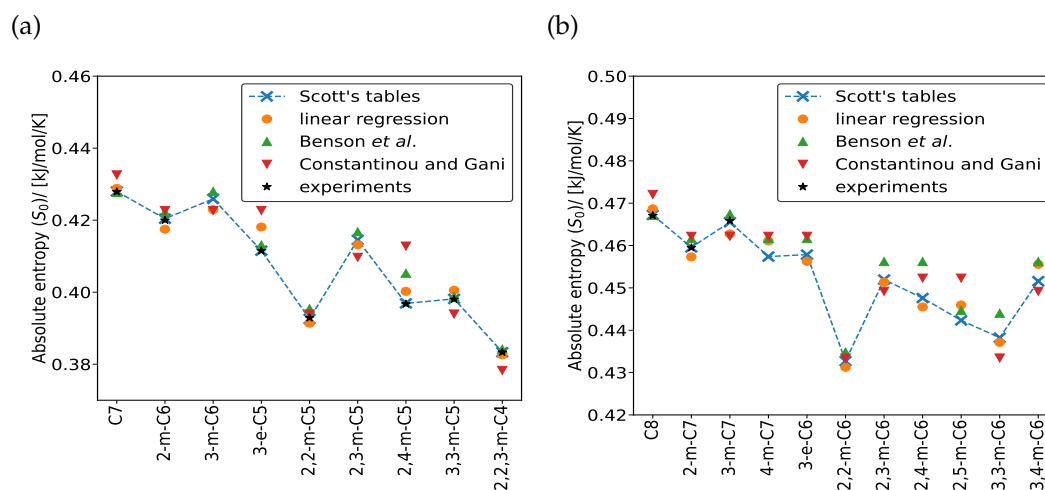 (a)
(b)
Absolute entropy (S0)/ [kJ/mol/K]
0.46
0.44
0.42
0.40
0.38
Scott's tables
linear regression
Benson et al.
Constantinou and Gani
experiments
C7
2-m-C6
3-m-C6
3-e-C5
2,2-m-C5
2,3-m-C5
2,4-m-C5
3,3-m-C5
2,2,3-m-C4
Absolute entropy (S0)/ [kJ/mol/K]
0.50
0.49
0.48
0.47
0.46
0.45
0.44
0.43
0.42
Scott's tables
linear regression
Benson et al.
Constantinou and Gani
experiments
C8
2-m-C7
3-m-C7
4-m-C7
3-e-C6
2,2-m-C6
2,3-m-C6
2,4-m-C6
2,5-m-C6
3,3-m-C6
3,4-m-C6